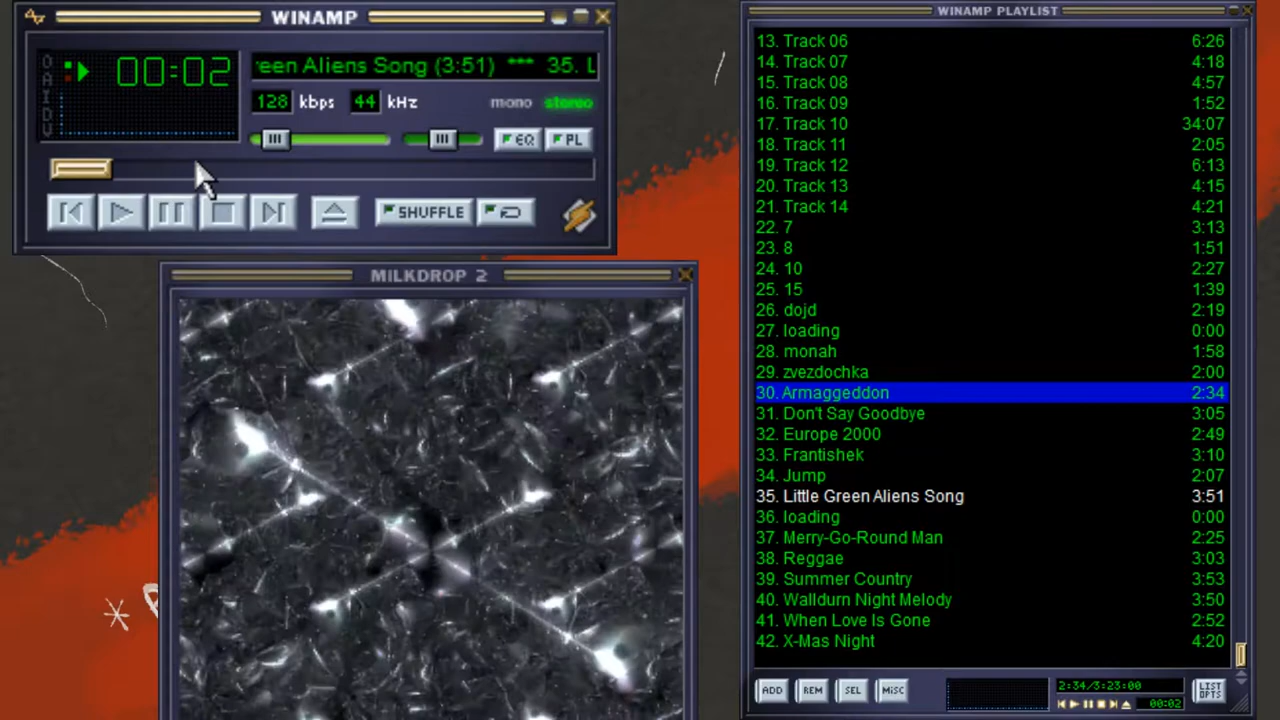 WINAMP
O
A
I
D
V
00:02
reen Aliens Song (3:51) *** 35. L
128 kbps 44 kHz mono stereo
EQ PL
SHUFFLE
MILKDROP 2
WINAMP PLAYLIST
13. Track 06 6:26
14. Track 07 4:18
15. Track 08 4:57
16. Track 09 1:52
17. Track 10 34:07
18. Track 11 2:05
19. Track 12 6:13
20. Track 13 4:15
21. Track 14 4:21
22. 7 3:13
23. 8 1:51
24. 10 2:27
25. 15 1:39
26. dojd 2:19
27. loading 0:00
28. monah 1:58
29. zvezdochka 2:00
30. Armaggeddon 2:34
31. Don't Say Goodbye 3:05
32. Europe 2000 2:49
33. Frantishek 3:10
34. Jump 2:07
35. Little Green Aliens Song 3:51
36. loading 0:00
37. Merry-Go-Round Man 2:25
38. Reggae 3:03
39. Summer Country 3:53
40. Walldurn Night Melody 3:50
41. When Love Is Gone 2:52
42. X-Mas Night 4:20
ADD REM SEL MISC
2:34/3:23:00
00:02
LIST
OPTS